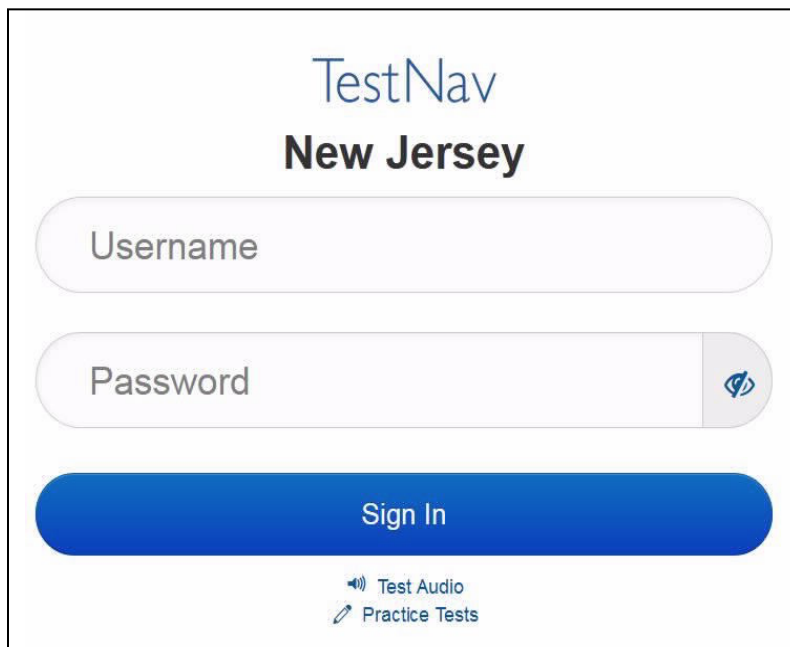 TestNav
New Jersey
Username
Password
Sign In
Test Audio
Practice Tests